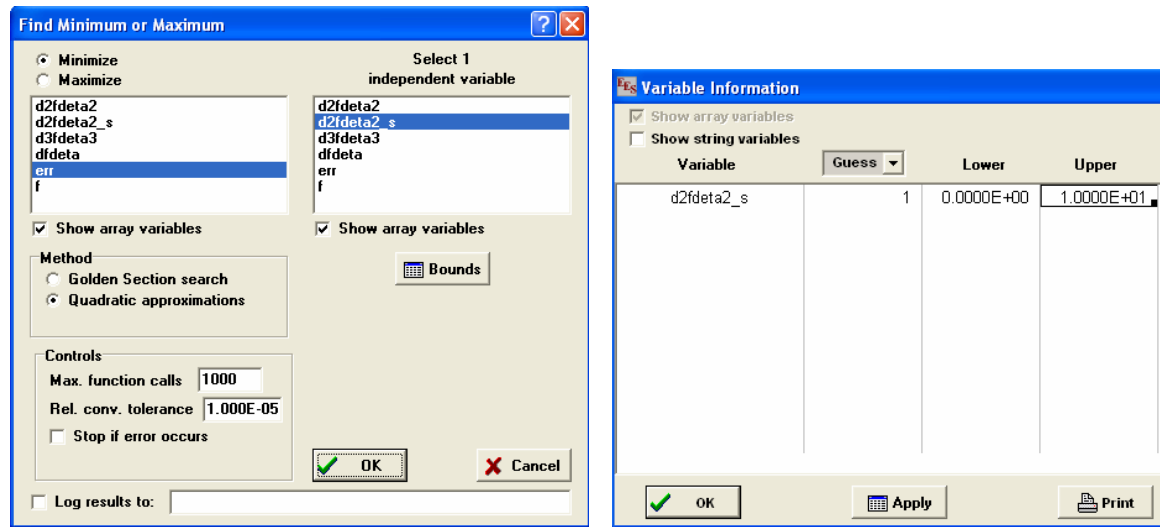 Find Minimum or Maximum
?
Minimize
Maximize
Select 1
independent variable
d2fdeta2
d2fdeta2_s
d3fdeta3
dfdeta
err
f
d2fdeta2
d2fdeta2_s
d3fdeta3
dfdeta
err
f
Show array variables
Show array variables
Method
Golden Section search
Quadratic approximations
Bounds
Controls
Max. function calls 1000
Rel. conv. tolerance 1.000E-05
Stop if error occurs
OK
Cancel
Log results to:
EES Variable Information
Show array variables
Show string variables
Variable Guess Lower Upper
d2fdeta2_s 1 0.0000E+00 1.0000E+01
OK
Apply
Print